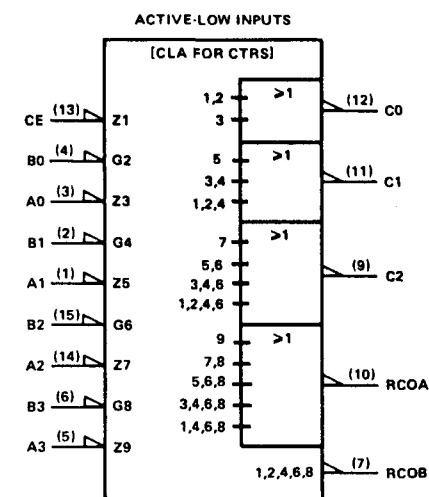 ACTIVE-LOW INPUTS
[CLA FOR CTRS]
1,2 ≥1 (12) C0
3
CE (13) Z1
B0 (4) G2
5 ≥1 (11) C1
3,4
1,2,4
A0 (3) Z3
B1 (2) G4
7 ≥1
5,6 (9) C2
3,4,6
1,2,4,6
A1 (1) Z5
B2 (15) G6
9 ≥1
7,8
5,6,8 (10) RCOA
3,4,6,8
1,4,6,8
A2 (14) Z7
B3 (6) G8
A3 (5) Z9
1,2,4,6,8 (7) RCOB